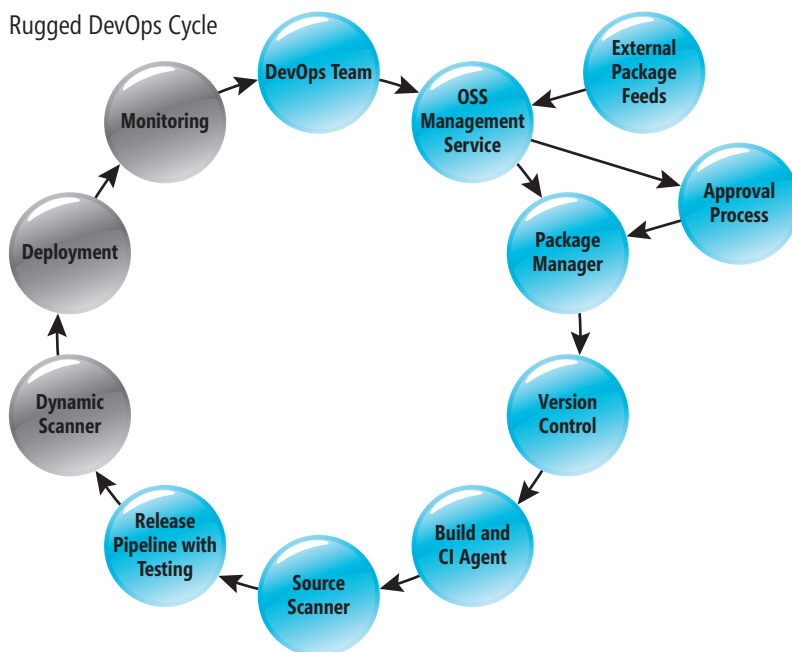 Rugged DevOps Cycle
DevOps Team
OSS
Management
Service
External
Package
Feeds
Approval
Process
Package
Manager
Version
Control
Build and
CI Agent
Source
Scanner
Release
Pipeline with
Testing
Dynamic
Scanner
Deployment
Monitoring